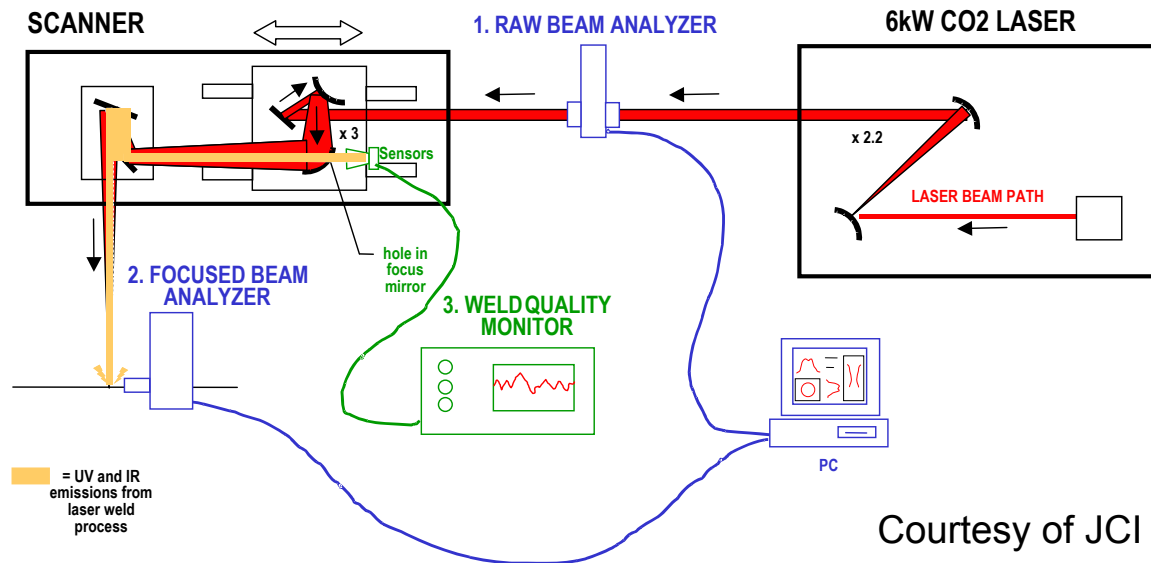 SCANNER
1. RAW BEAM ANALYZER
6kW CO2 LASER
x 3
Sensors
x 2.2
LASER BEAM PATH
hole in
focus
mirror
2. FOCUSED BEAM
ANALYZER
3. WELD QUALITY
MONITOR
PC
= UV and IR
emissions from
laser weld
process
Courtesy of JCI